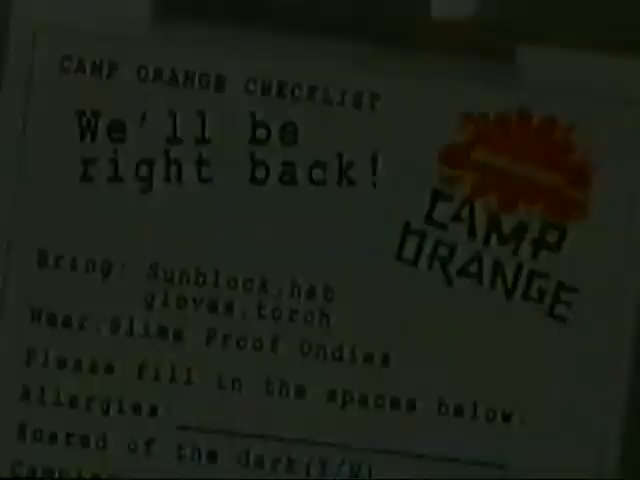 CAMP ORANGE CHECKLIST
We'll be
right back!
CAMP
ORANGE
Bring: Sunblock, hat
gloves, torch
Wear: Slime Proof Undies
Please fill in the spaces below.
Allergies
Scared of the dark (Y/N)